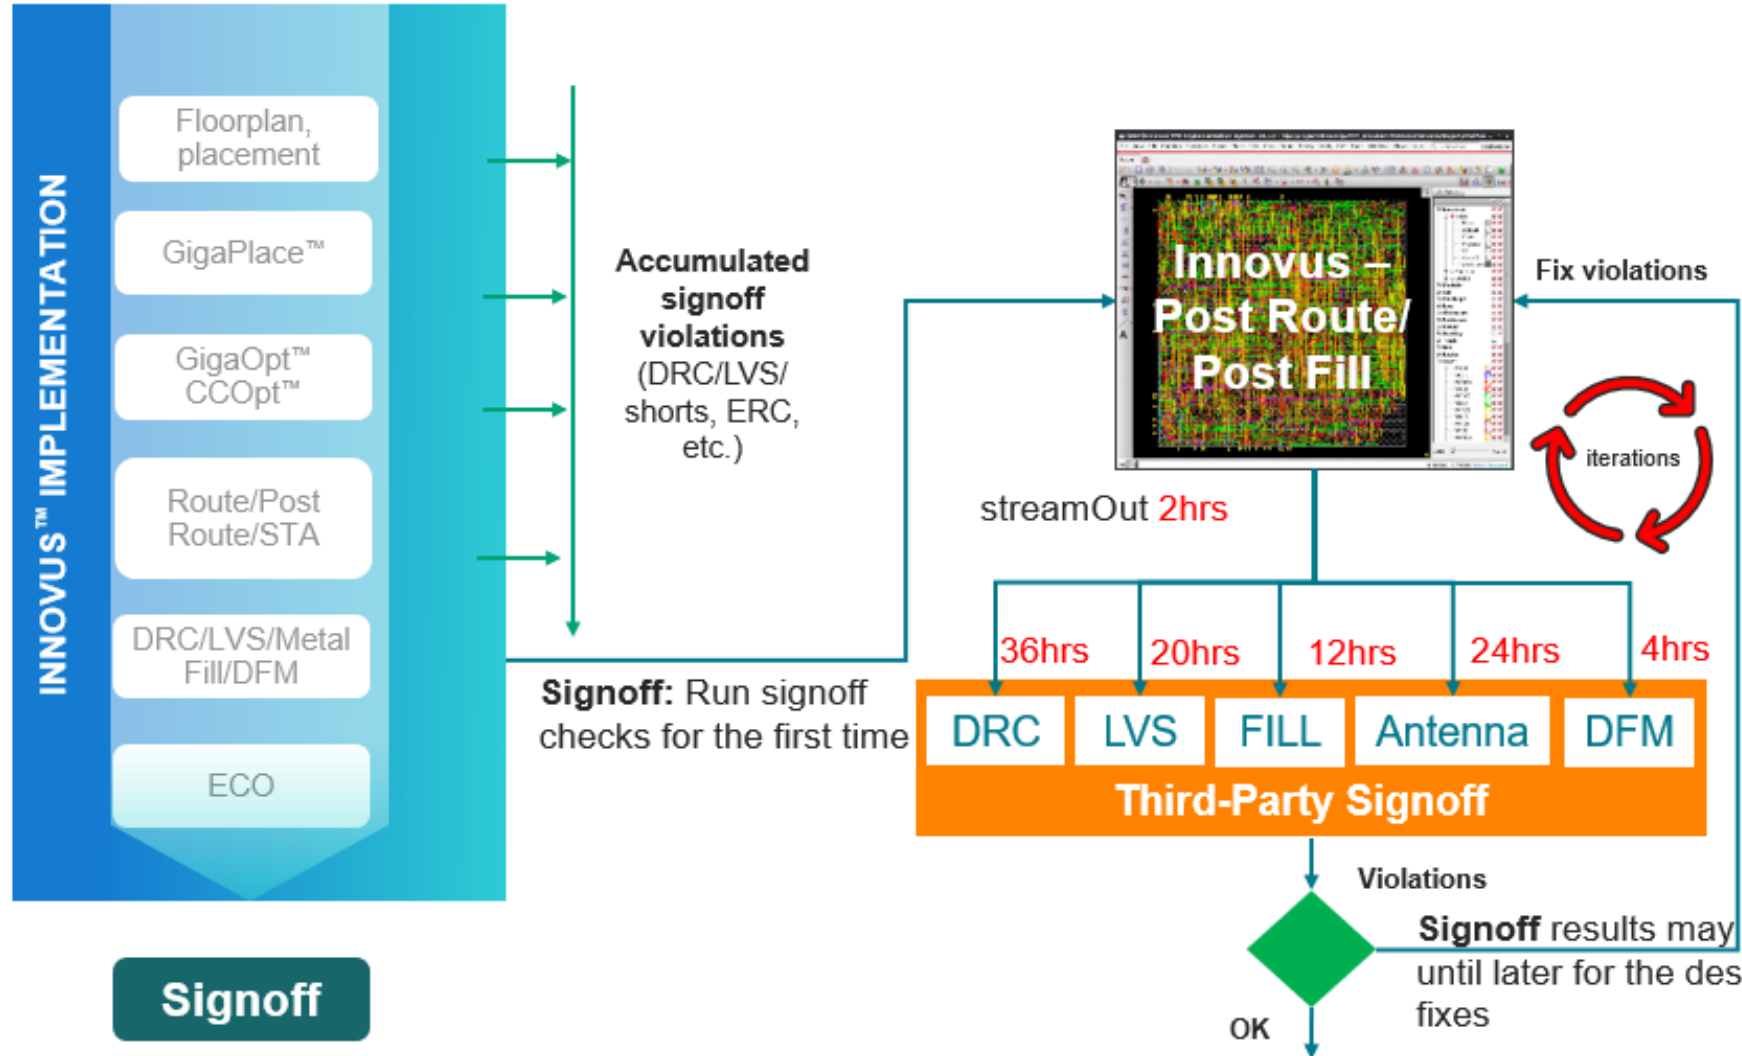 INNOVUS™ IMPLEMENTATION
Floorplan,
placement
GigaPlace™
GigaOpt™
CCOpt™
Route/Post
Route/STA
DRC/LVS/Metal
Fill/DFM
ECO
Signoff
Accumulated
signoff
violations
(DRC/LVS/
shorts, ERC,
etc.)
Signoff: Run signoff
checks for the first time
Innovus –
Post Route/
Post Fill
Fix violations
iterations
streamOut 2hrs
36hrs
20hrs
12hrs
24hrs
4hrs
DRC
LVS
FILL
Antenna
DFM
Third-Party Signoff
Violations
Signoff results may
until later for the des
fixes
OK